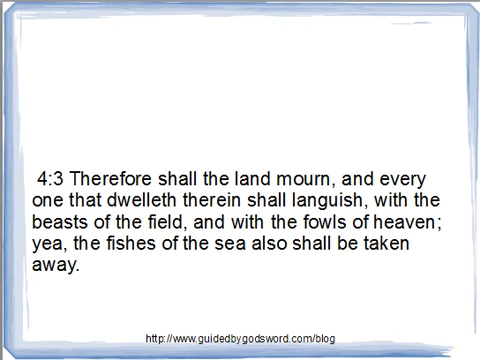 4:3 Therefore shall the land mourn, and every
one that dwelleth therein shall languish, with the
beasts of the field, and with the fowls of heaven;
yea, the fishes of the sea also shall be taken
away.
http://www.guidedbygodsword.com/blog